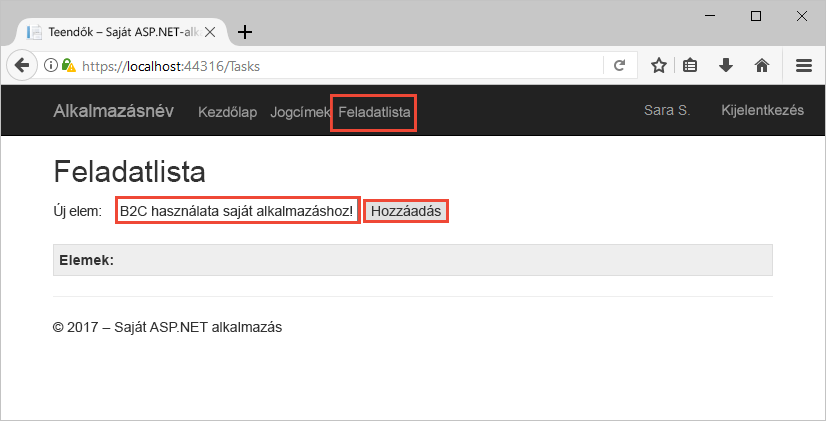 Teendők – Saját ASP.NET-alk
https://localhost:44316/Tasks
Alkalmazásnév Kezdőlap Jogcímek Feladatlista Sara S. Kijelentkezés
Feladatlista
Új elem: B2C használata saját alkalmazáshoz! Hozzáadás
Elemek:
© 2017 – Saját ASP.NET alkalmazás